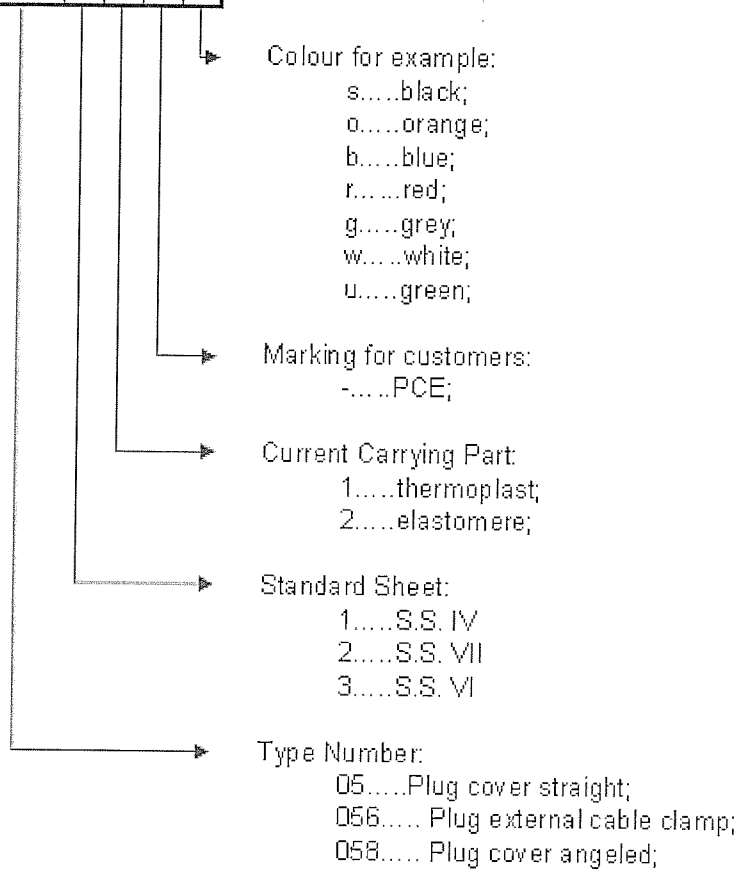 Colour for example:
s.....black;
o.....orange;
b.....blue;
r......red;
g.....grey;
w.....white;
u.....green;
Marking for customers:
-.....PCE;
Current Carrying Part:
1.....thermoplast;
2.....elastomere;
Standard Sheet:
1.....S.S. IV
2.....S.S. VII
3.....S.S. VI
Type Number:
05.....Plug cover straight;
056..... Plug external cable clamp;
058..... Plug cover angeled;